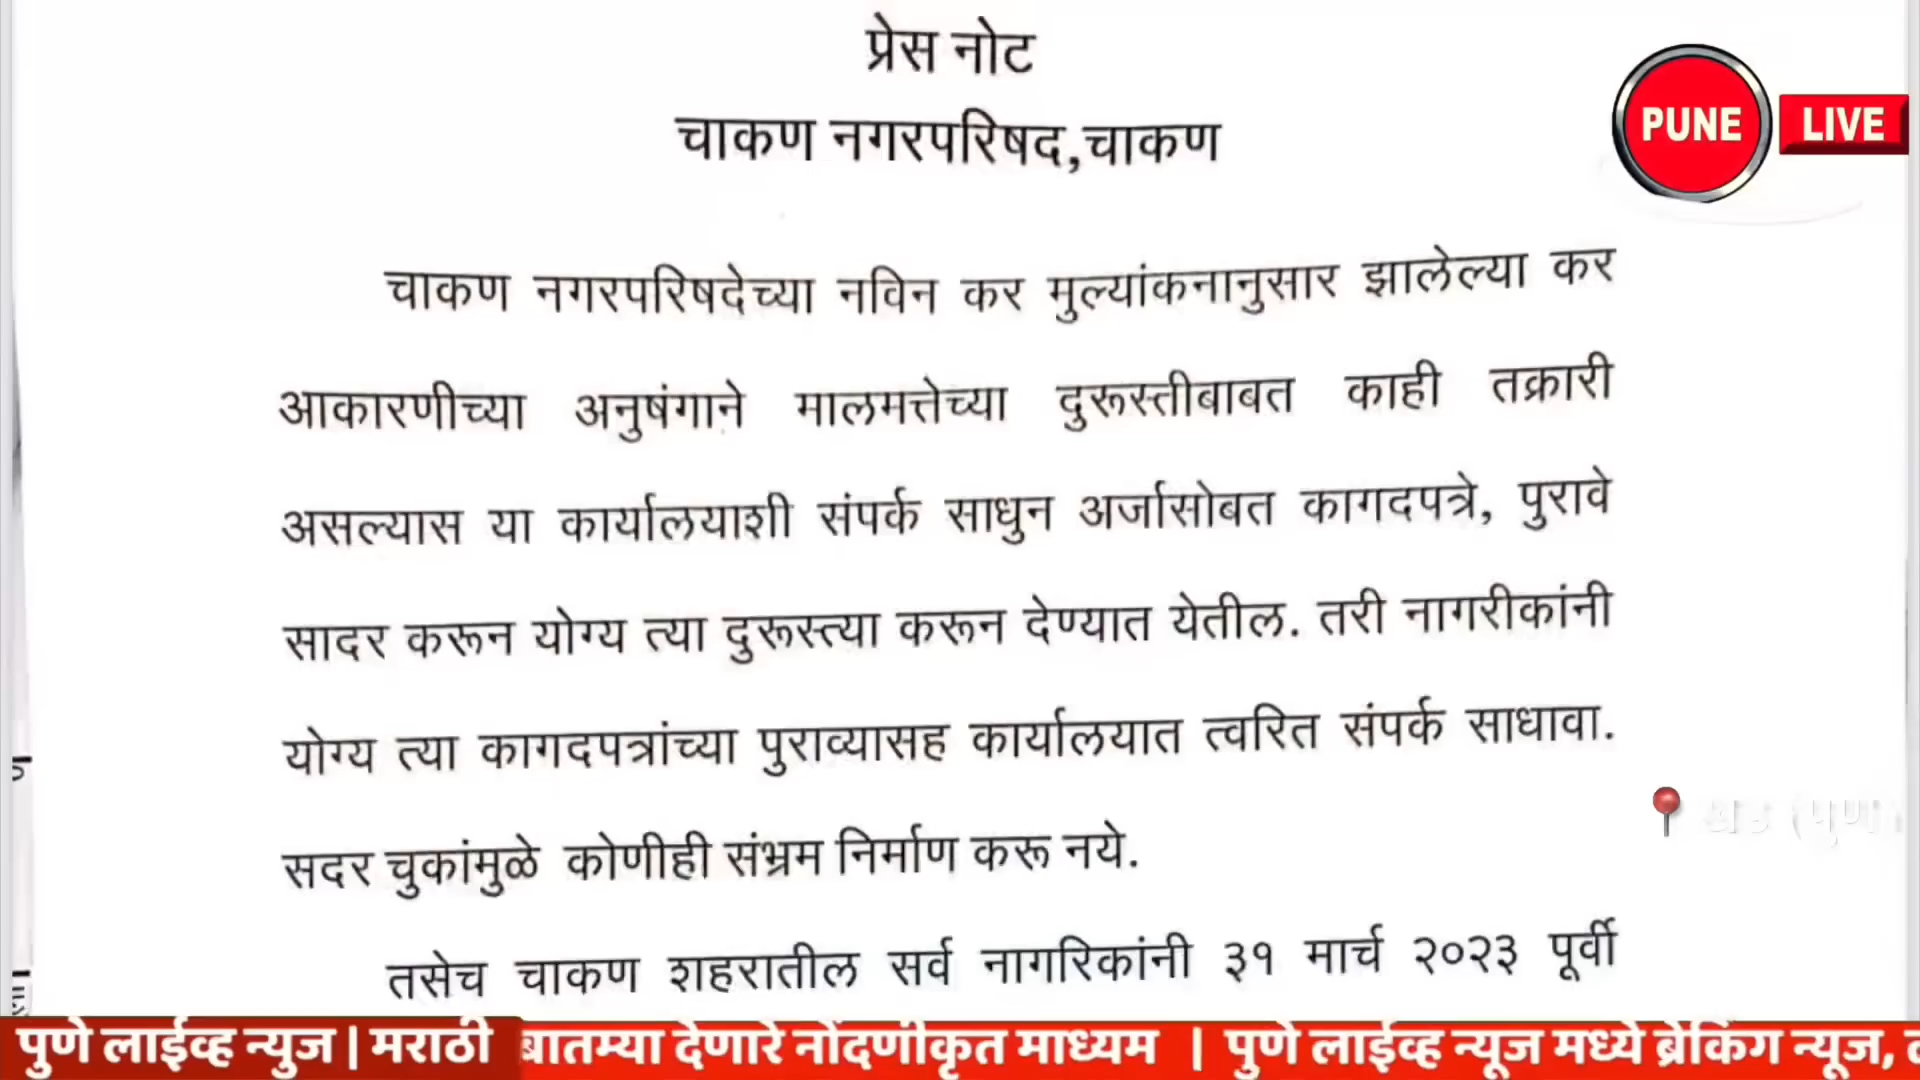 प्रेस नोट
चाकण नगरपरिषद,चाकण
PUNE LIVE
चाकण नगरपरिषदेच्या नविन कर मुल्यांकनानुसार झालेल्या कर
आकारणीच्या अनुषंगाने मालमत्तेच्या दुरूस्तीबाबत काही तक्रारी
असल्यास या कार्यालयाशी संपर्क साधुन अर्जासोबत कागदपत्रे, पुरावे
सादर करून योग्य त्या दुरूस्त्या करून देण्यात येतील. तरी नागरीकांनी
योग्य त्या कागदपत्रांच्या पुराव्यासह कार्यालयात त्वरित संपर्क साधावा.
सदर चुकांमुळे कोणीही संभ्रम निर्माण करू नये.
तसेच चाकण शहरातील सर्व नागरिकांनी ३१ मार्च २०२३ पूर्वी
पुणे लाईव्ह न्युज | मराठी बातम्या देणारे नोंदणीकृत माध्यम | पुणे लाईव्ह न्यूज मध्ये ब्रेकिंग न्यूज,